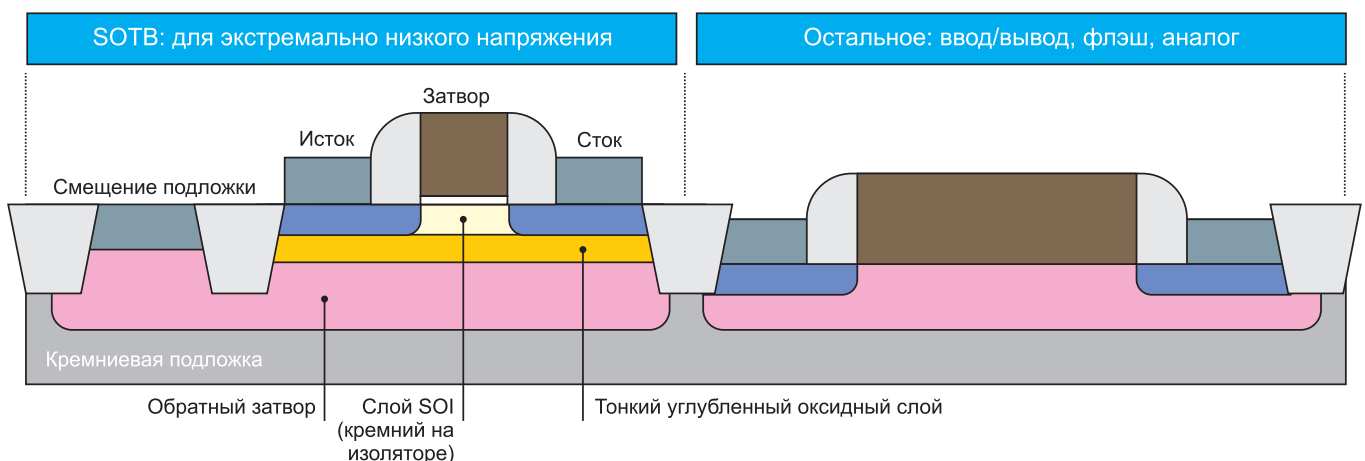 SOTB: для экстремально низкого напряжения
Остальное: ввод/вывод, флэш, аналог
Затвор
Исток
Сток
Смещение подложки
Кремниевая подложка
Обратный затвор
Слой SOI
(кремний на
изоляторе)
Тонкий углубленный оксидный слой